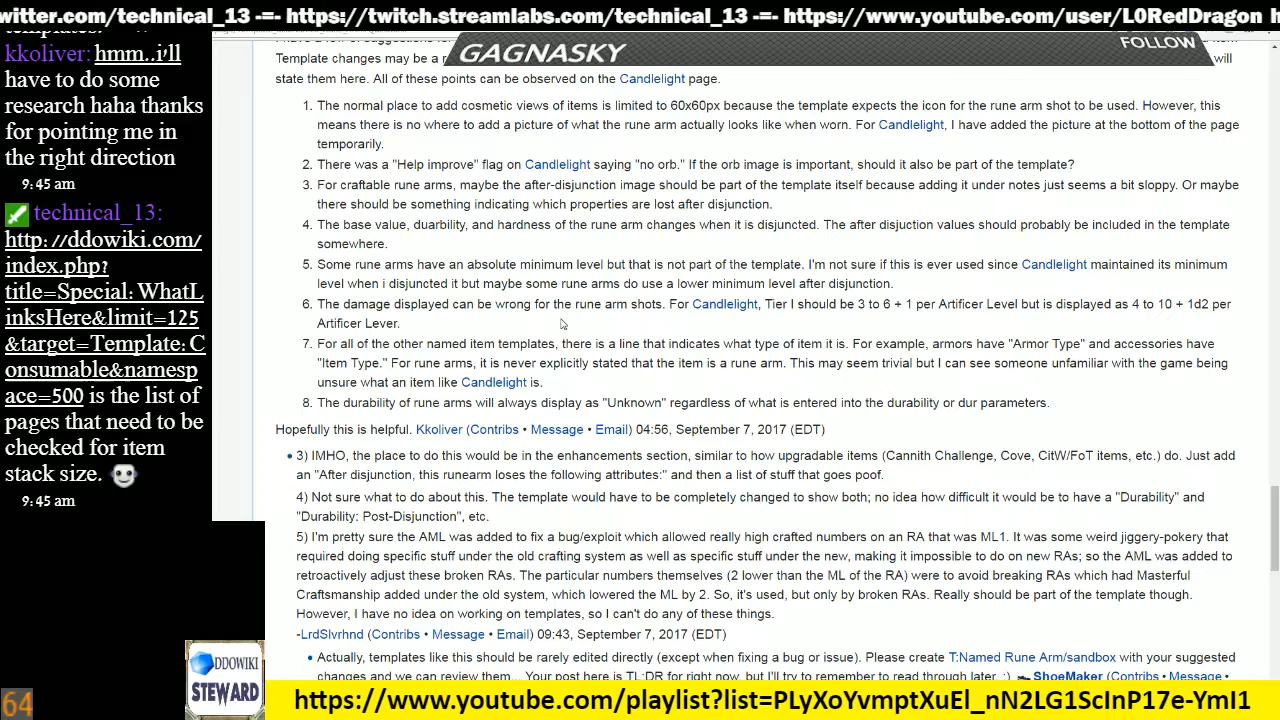 witter.com/technical_13 -=- https://twitch.streamlabs.com/technical_13 -=- https://www.youtube.com/user/L0RedDragon
GAGNASKY
FOLLOW
kkoliver: hmm..i'll
have to do some
research haha thanks
for pointing me in
the right direction
9:45 am
technical_13:
http://ddowiki.com/
index.php?
title=Special:WhatL
inksHere&limit=125
&target=Template:C
onsumable&namesp
ace=500 is the list of
pages that need to be
checked for item
stack size.
9:45 am
64
DDOWIKI
STEWARD
Template changes may be a
will
state them here. All of these points can be observed on the Candlelight page.
1. The normal place to add cosmetic views of items is limited to 60x60px because the template expects the icon for the rune arm shot to be used. However, this
means there is no where to add a picture of what the rune arm actually looks like when worn. For Candlelight, I have added the picture at the bottom of the page
temporarily.
2. There was a "Help improve" flag on Candlelight saying "no orb." If the orb image is important, should it also be part of the template?
3. For craftable rune arms, maybe the after-disjunction image should be part of the template itself because adding it under notes just seems a bit sloppy. Or maybe
there should be something indicating which properties are lost after disjunction.
4. The base value, duarbility, and hardness of the rune arm changes when it is disjuncted. The after disjuction values should probably be included in the template
somewhere.
5. Some rune arms have an absolute minimum level but that is not part of the template. I'm not sure if this is ever used since Candlelight maintained its minimum
level when i disjuncted it but maybe some rune arms do use a lower minimum level after disjunction.
6. The damage displayed can be wrong for the rune arm shots. For Candlelight, Tier I should be 3 to 6 + 1 per Artificer Level but is displayed as 4 to 10 + 1d2 per
Artificer Lever.
7. For all of the other named item templates, there is a line that indicates what type of item it is. For example, armors have "Armor Type" and accessories have
"Item Type." For rune arms, it is never explicitly stated that the item is a rune arm. This may seem trivial but I can see someone unfamiliar with the game being
unsure what an item like Candlelight is.
8. The durability of rune arms will always display as "Unknown" regardless of what is entered into the durability or dur parameters.
Hopefully this is helpful. Kkoliver (Contribs • Message • Email) 04:56, September 7, 2017 (EDT)
• 3) IMHO, the place to do this would be in the enhancements section, similar to how upgradable items (Cannith Challenge, Cove, CitW/FoT items, etc.) do. Just add
an "After disjunction, this runearm loses the following attributes:" and then a list of stuff that goes poof.
4) Not sure what to do about this. The template would have to be completely changed to show both; no idea how difficult it would be to have a "Durability" and
"Durability: Post-Disjunction", etc.
5) I'm pretty sure the AML was added to fix a bug/exploit which allowed really high crafted numbers on an RA that was ML1. It was some weird jiggery-pokery that
required doing specific stuff under the old crafting system as well as specific stuff under the new, making it impossible to do on new RAs; so the AML was added to
retroactively adjust these broken RAs. The particular numbers themselves (2 lower than the ML of the RA) were to avoid breaking RAs which had Masterful
Craftsmanship added under the old system, which lowered the ML by 2. So, it's used, but only by broken RAs. Really should be part of the template though.
However, I have no idea on working on templates, so I can't do any of these things.
-LrdSlvrhnd (Contribs • Message • Email) 09:43, September 7, 2017 (EDT)
• Actually, templates like this should be rarely edited directly (except when fixing a bug or issue). Please create T:Named Rune Arm/sandbox with your suggested
changes and we can review them... Your post here is TL;DR for right now, but I'll try to remember to read through later. :) ShoeMaker (Contribs • Message •
https://www.youtube.com/playlist?list=PLyXoYvmptXuEl_nN2LG1ScInP17e-YmI1